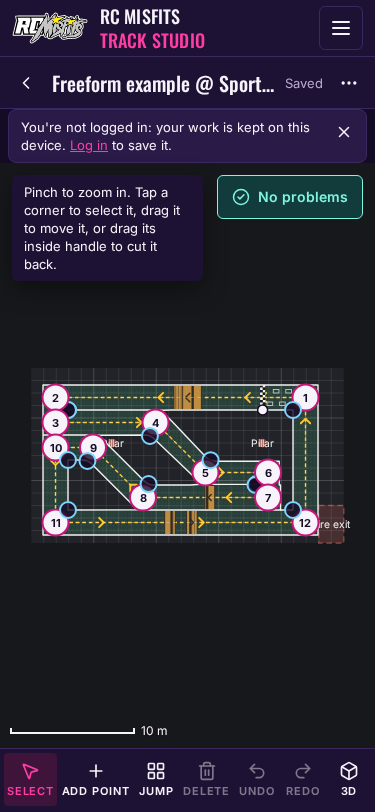 RC Misfits
RC MISFITS
TRACK STUDIO
Freeform example @ Sport...
Saved
You're not logged in: your work is kept on this
device. Log in to save it.
Pinch to zoom in. Tap a
corner to select it, drag it
to move it, or drag its
inside handle to cut it
back.
No problems
2
1
3
4
10
9
Pillar
5
6
8
7
11
12
10 m
SELECT
ADD POINT
JUMP
DELETE
UNDO
REDO
3D